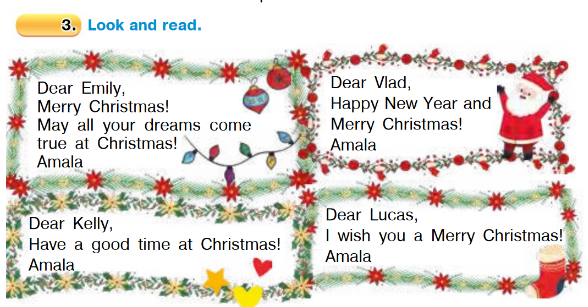 3. Look and read.
Dear Emily,
Merry Christmas!
May all your dreams come
true at Christmas!
Amala
Dear Vlad,
Happy New Year and
Merry Christmas!
Amala
Dear Kelly,
Have a good time at Christmas!
Amala
Dear Lucas,
I wish you a Merry Christmas!
Amala